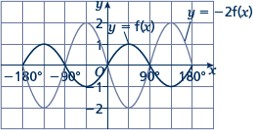 y
y = f(x)
y = −2f(x)
2
1
−180° −90° O 90° 180° x
−1
−2